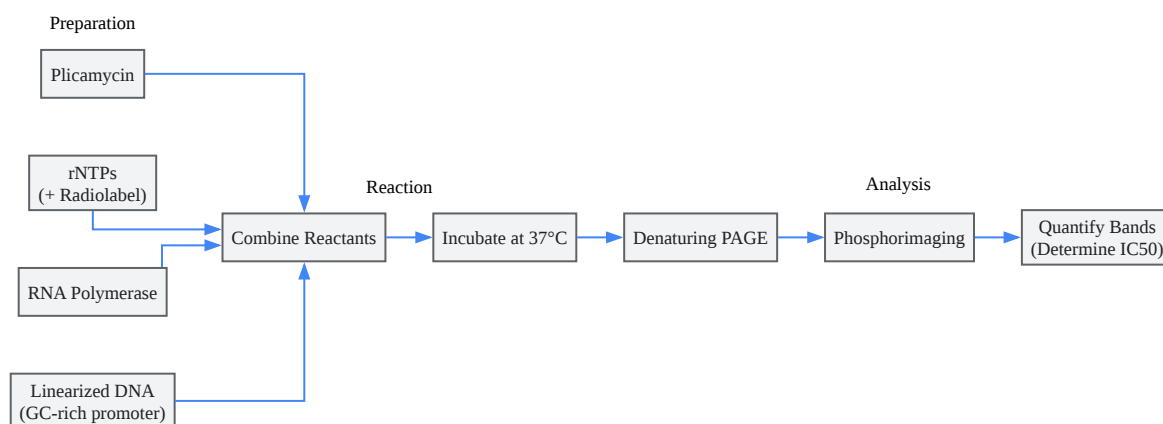 Preparation
Plicamycin
rNTPs
(+ Radiolabel)
RNA Polymerase
Linearized DNA
(GC-rich promoter)
Reaction
Combine Reactants
Incubate at 37°C
Denaturing PAGE
Analysis
Phosphorimaging
Quantify Bands
(Determine IC50)